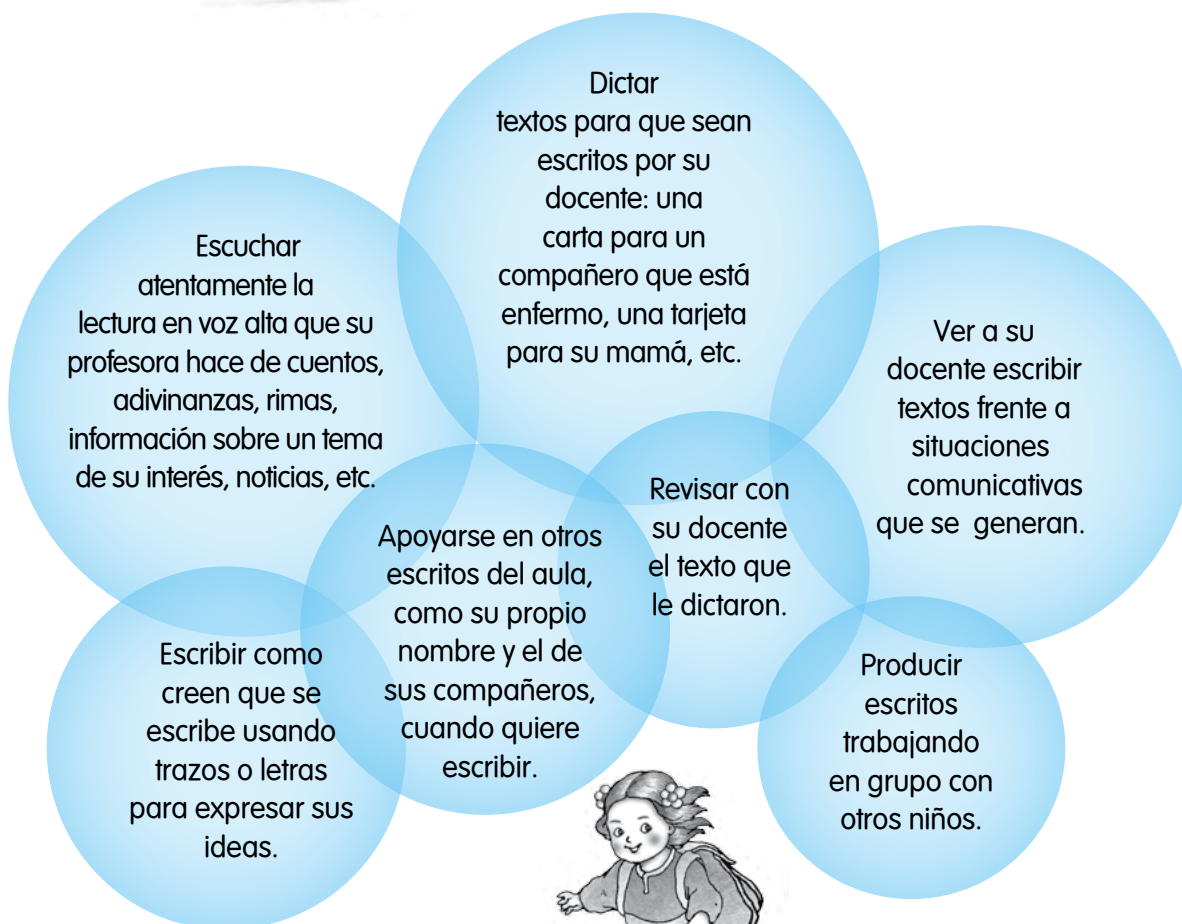 Dictar
textos para que sean
escritos por su
docente: una
carta para un
compañero que está
enfermo, una tarjeta
para su mamá, etc.
Escuchar
atentamente la
lectura en voz alta que su
profesora hace de cuentos,
adivinanzas, rimas,
información sobre un tema
de su interés, noticias, etc.
Ver a su
docente escribir
textos frente a
situaciones
comunicativas
que se generan.
Revisar con
su docente
el texto que
le dictaron.
Apoyarse en otros
escritos del aula,
como su propio
nombre y el de
sus compañeros,
cuando quiere
escribir.
Escribir como
creen que se
escribe usando
trazos o letras
para expresar sus
ideas.
Producir
escritos
trabajando
en grupo con
otros niños.